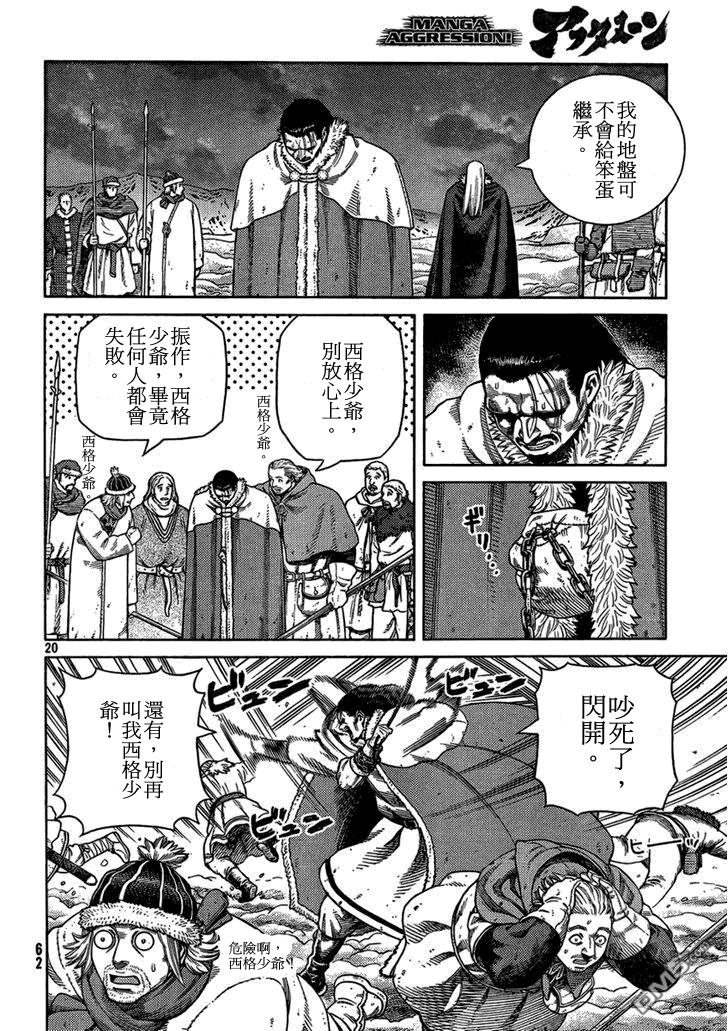 MANGA
AGGRESSION!
アフタヌーン
我的地盤可
不會給笨蛋
繼承。
ギリ...
西格少爺，
別放心上。
西格少爺。
振作，西格
少爺，畢竟
任何人都會
失敗。
西格少爺。
20
吵死了，
閃開。
ビュン
ビュン
ビュン
ヒーー
還有，別再
叫我西格少
爺！
危險啊，
西格少爺！
62